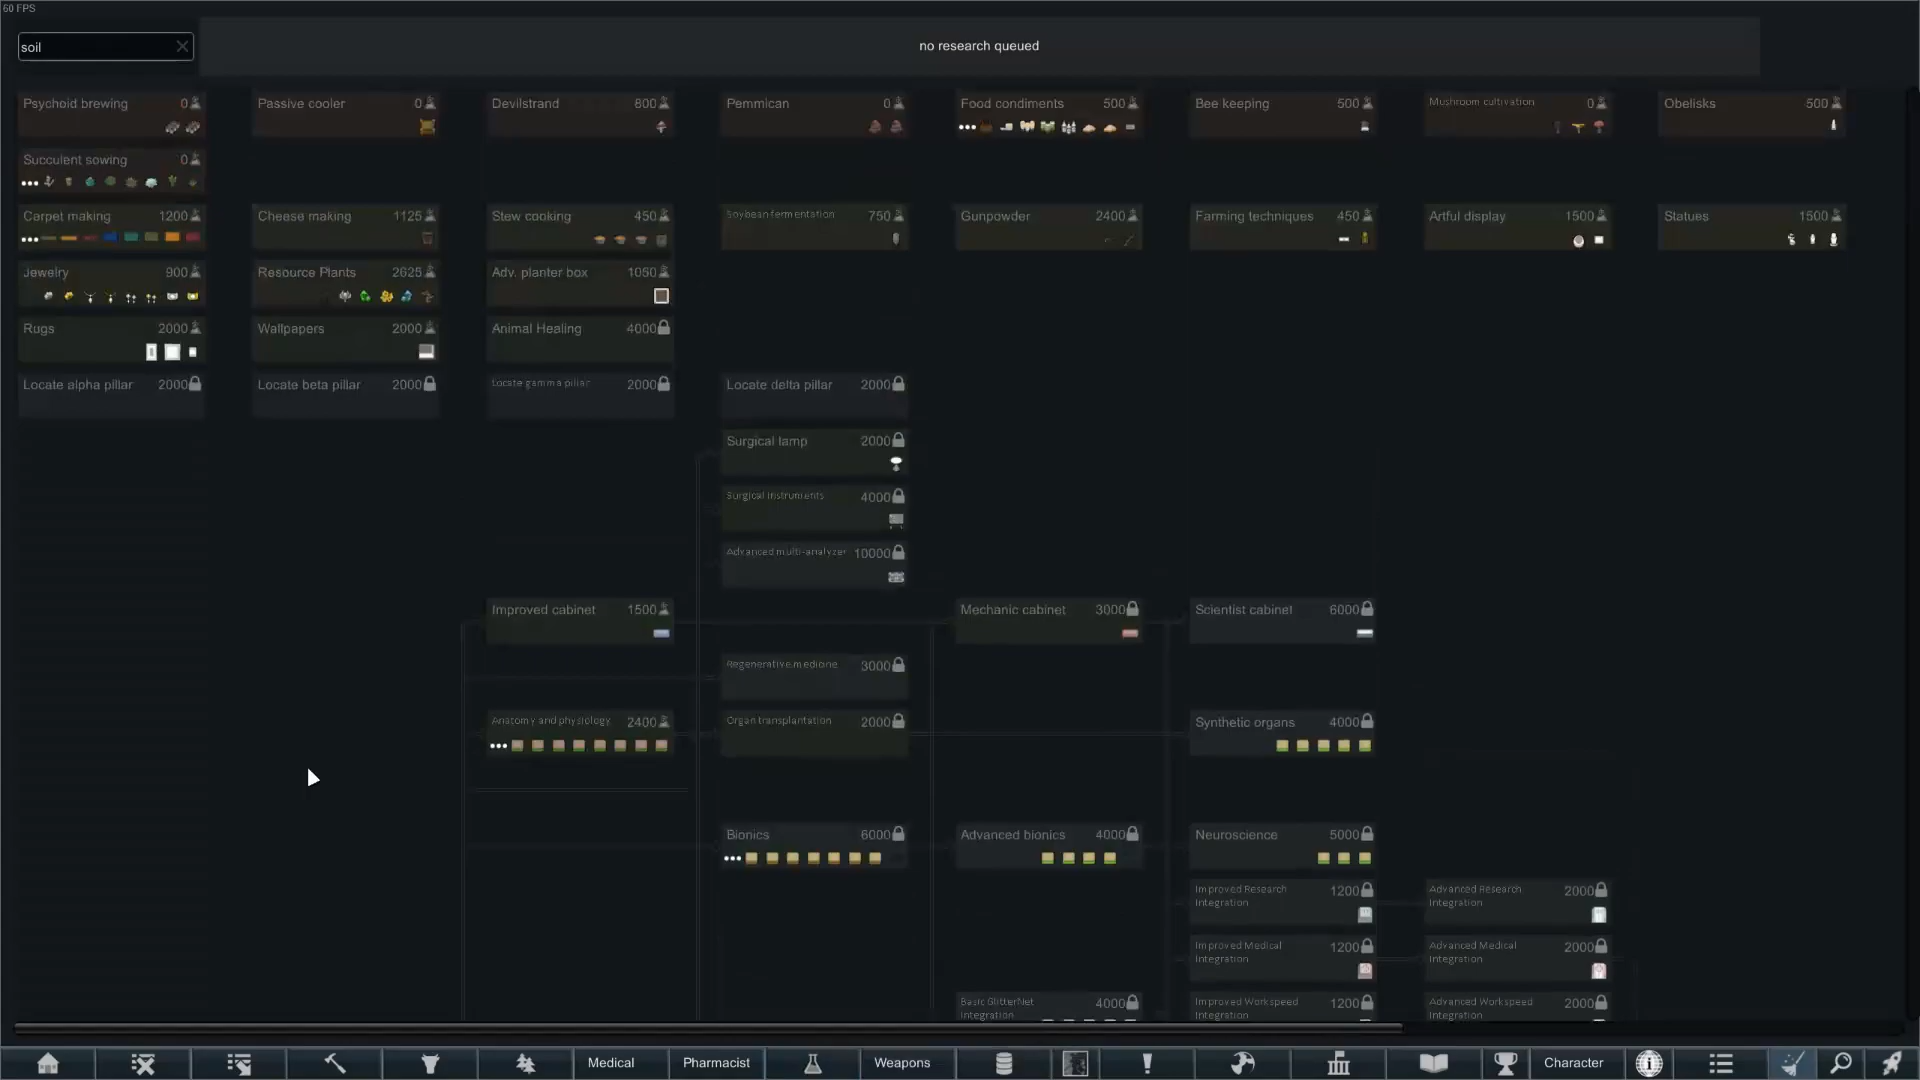 60 FPS
soil
no research queued
Psychoid brewing 0
Passive cooler 0
Devilstrand 800
Pemmican 0
Food condiments 500
Bee keeping 500
Mushroom cultivation 0
Obelisks 500
Succulent sowing 0
Carpet making 1200
Cheese making 1125
Stew cooking 450
Soybean fermentation 750
Gunpowder 2400
Farming techniques 450
Artful display 1500
Statues 1500
Jewelry 900
Resource Plants 2625
Adv. planter box 1050
Rugs 2000
Wallpapers 2000
Animal Healing 4000
Locate alpha pillar 2000
Locate beta pillar 2000
Locate gamma pillar 2000
Locate delta pillar 2000
Surgical lamp 2000
Surgical instruments 4000
Advanced multi-analyzer 10000
Improved cabinet 1500
Mechanic cabinet 3000
Scientist cabinet 6000
Regenerative medicine 3000
Anatomy and physiology 2400
Organ transplantation 2000
Synthetic organs 4000
Bionics 6000
Advanced bionics 4000
Neuroscience 5000
Improved Research 1200
Integration
Advanced Research 2000
Integration
Improved Medical 1200
Integration
Advanced Medical 2000
Integration
Basic GlitterNet 4000
Integration
Improved Workspeed 1200
Integration
Advanced Workspeed 2000
Integration
Medical
Pharmacist
Weapons
Character